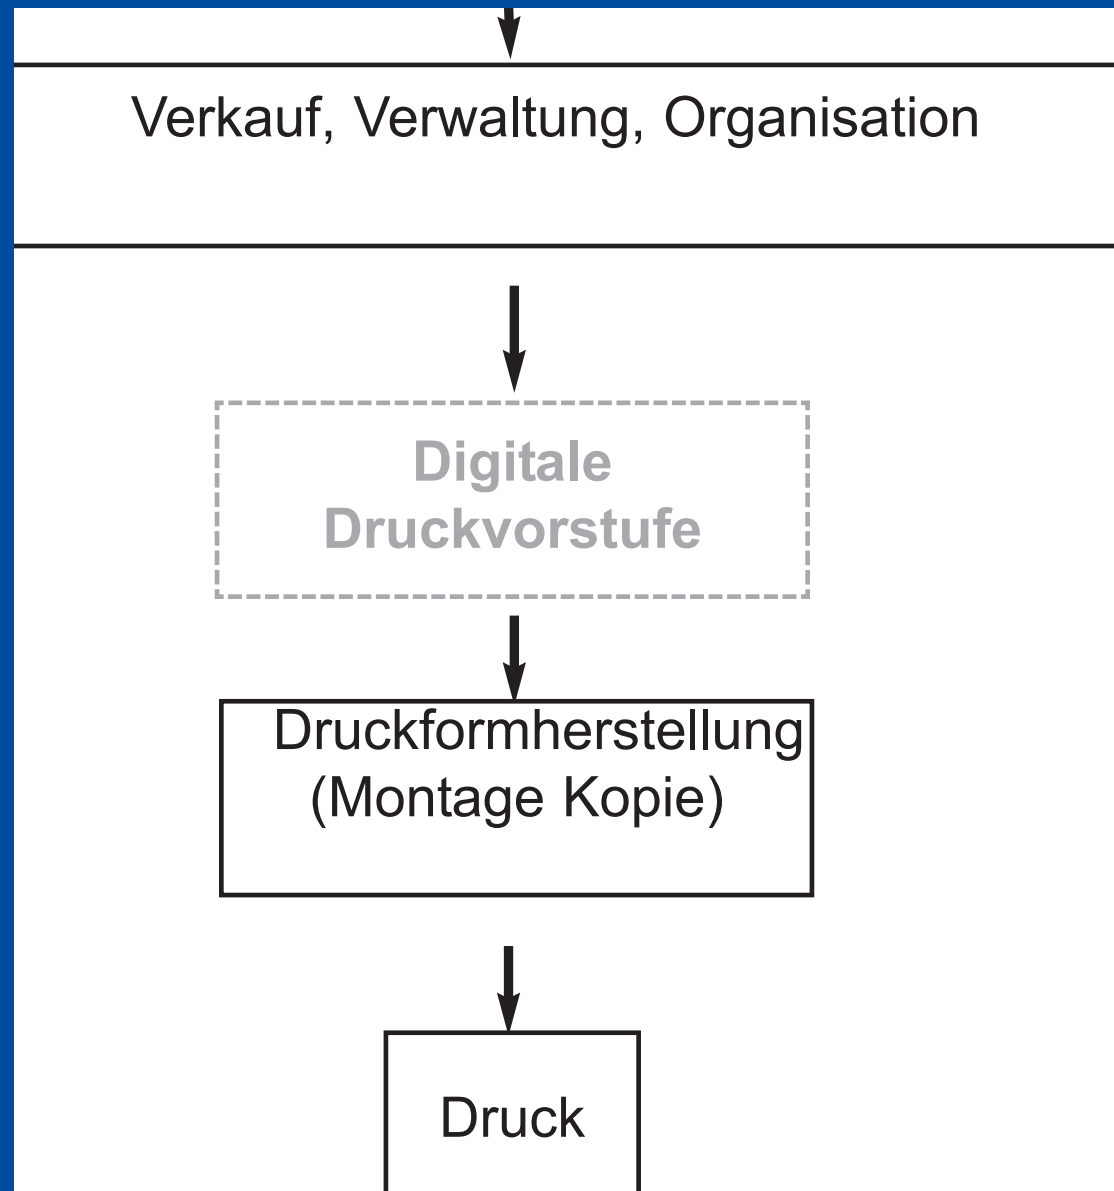 Verkauf, Verwaltung, Organisation
Digitale
Druckvorstufe
Druckformherstellung
(Montage Kopie)
Druck